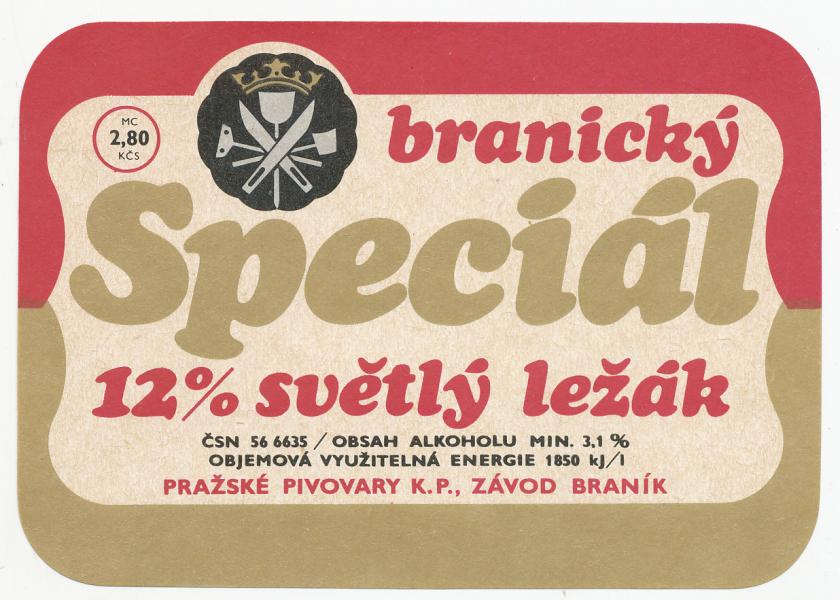 MC
2,80
KČS
branický
Speciál
12% světlý ležák
ČSN 56 6635 / OBSAH ALKOHOLU MIN. 3,1 %
OBJEMOVÁ VYUŽITELNÁ ENERGIE 1850 kJ/l
PRAŽSKÉ PIVOVARY K.P., ZÁVOD BRANÍK